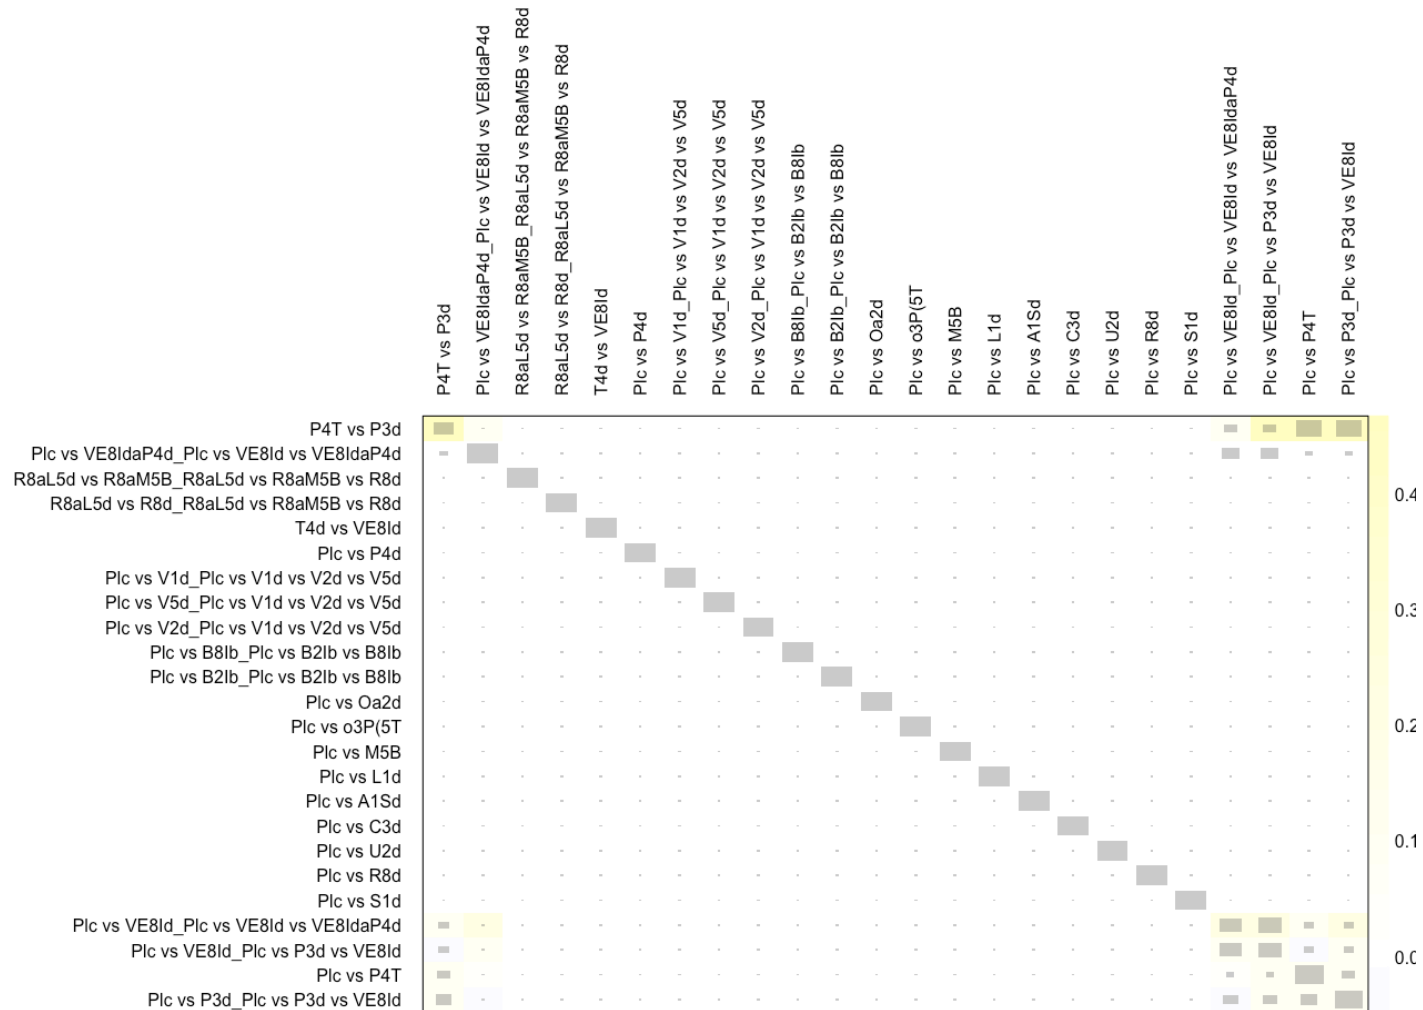 P4T vs P3d
Plc vs VE8IdaP4d_Plc vs VE8Id vs VE8IdaP4d
R8aL5d vs R8aM5B_R8aL5d vs R8aM5B vs R8d
R8aL5d vs R8d_R8aL5d vs R8aM5B vs R8d
T4d vs VE8Id
Plc vs P4d
Plc vs V1d_Plc vs V1d vs V2d vs V5d
Plc vs V5d_Plc vs V1d vs V2d vs V5d
Plc vs V2d_Plc vs V1d vs V2d vs V5d
Plc vs B8Ib_Plc vs B2Ib vs B8Ib
Plc vs B2Ib_Plc vs B2Ib vs B8Ib
Plc vs Oa2d
Plc vs o3P(5T
Plc vs M5B
Plc vs L1d
Plc vs A1Sd
Plc vs C3d
Plc vs U2d
Plc vs R8d
Plc vs S1d
Plc vs VE8Id_Plc vs VE8Id vs VE8IdaP4d
Plc vs VE8Id_Plc vs P3d vs VE8Id
Plc vs P4T
Plc vs P3d_Plc vs P3d vs VE8Id
P4T vs P3d
Plc vs VE8IdaP4d_Plc vs VE8Id vs VE8IdaP4d
R8aL5d vs R8aM5B_R8aL5d vs R8aM5B vs R8d
R8aL5d vs R8d_R8aL5d vs R8aM5B vs R8d
T4d vs VE8Id
Plc vs P4d
Plc vs V1d_Plc vs V1d vs V2d vs V5d
Plc vs V5d_Plc vs V1d vs V2d vs V5d
Plc vs V2d_Plc vs V1d vs V2d vs V5d
Plc vs B8Ib_Plc vs B2Ib vs B8Ib
Plc vs B2Ib_Plc vs B2Ib vs B8Ib
Plc vs Oa2d
Plc vs o3P(5T
Plc vs M5B
Plc vs L1d
Plc vs A1Sd
Plc vs C3d
Plc vs U2d
Plc vs R8d
Plc vs S1d
Plc vs VE8Id_Plc vs VE8Id vs VE8IdaP4d
Plc vs VE8Id_Plc vs P3d vs VE8Id
Plc vs P4T
Plc vs P3d_Plc vs P3d vs VE8Id
0.4
0.3
0.2
0.1
0.0